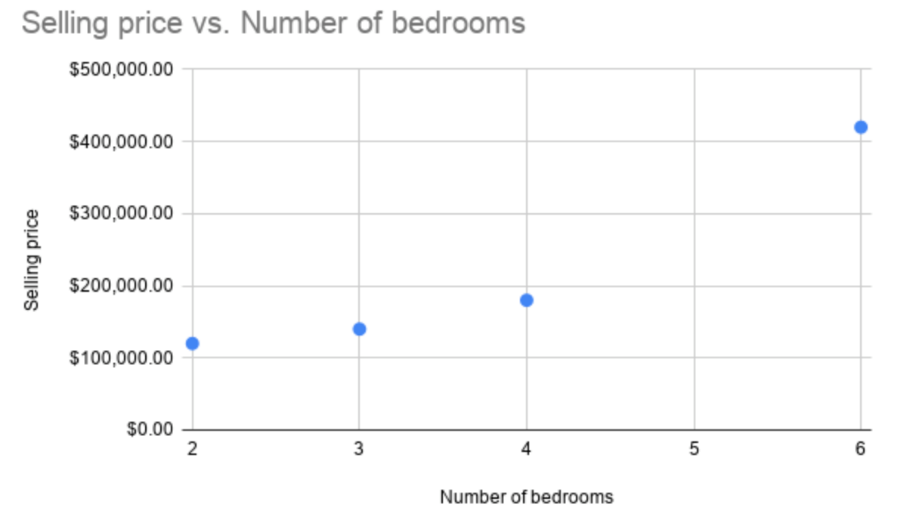 Selling price vs. Number of bedrooms
$500,000.00
$400,000.00
$300,000.00
$200,000.00
$100,000.00
$0.00
Selling price
2 3 4 5 6
Number of bedrooms